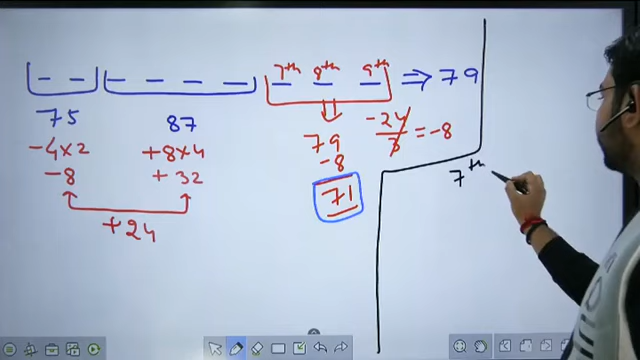 7th 8th 9th
⇒ 79
75 87
-4×2 +8×4
-8 +32
+24
79
-8
71
-24/3 = -8
7th